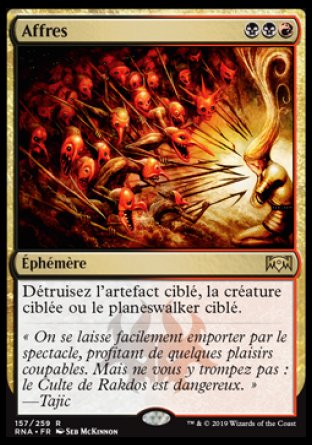 Affres
Éphémère
Détruisez l'artefact ciblé, la créature
ciblée ou le planeswalker ciblé.
« On se laisse facilement emporter par le
spectacle, profitant de quelques plaisirs
coupables. Mais ne vous y trompez pas :
le Culte de Rakdos est dangereux. »
—Tajic
157/259 R
RNA • FR Seb McKinnon
™ & © 2019 Wizards of the Coast